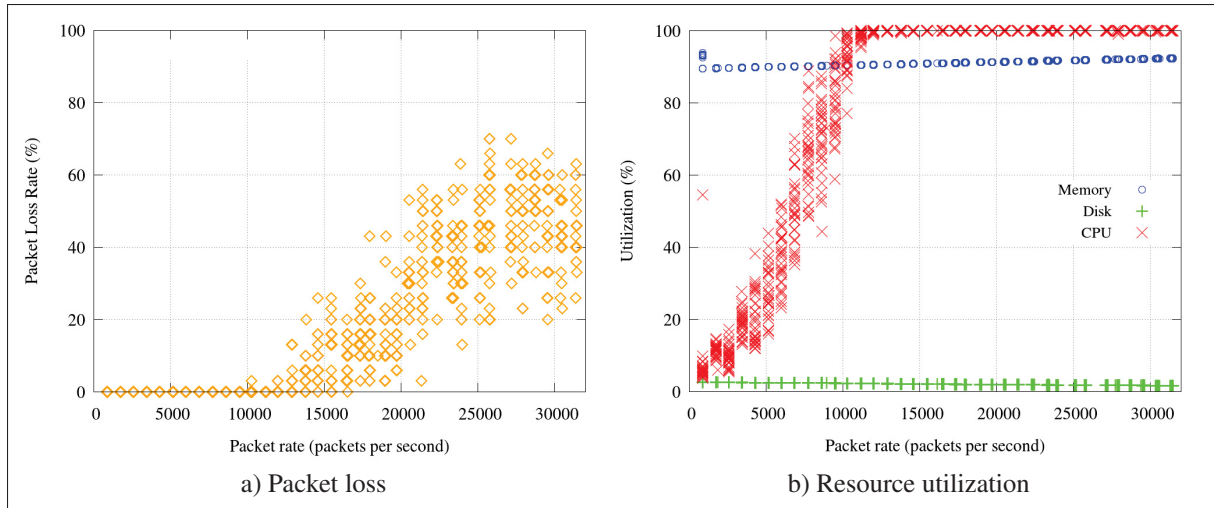 100
80
60
40
20
0
Packet Loss Rate (%)
0 5000 10000 15000 20000 25000 30000
Packet rate (packets per second)
a) Packet loss
100
80
60
40
20
0
Utilization (%)
Memory
Disk
CPU
0 5000 10000 15000 20000 25000 30000
Packet rate (packets per second)
b) Resource utilization